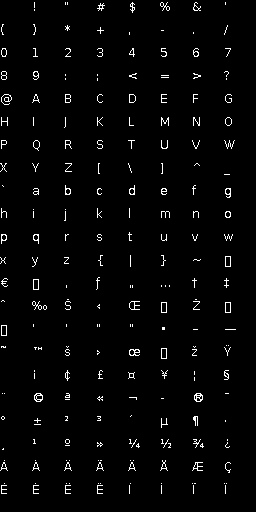 ! " # $ % & '
( ) * + , - . /
0 1 2 3 4 5 6 7
8 9 : ; < = > ?
@ A B C D E F G
H I J K L M N O
P Q R S T U V W
X Y Z [ \ ] ^ _
` a b c d e f g
h i j k l m n o
p q r s t u v w
x y z { | } ~ ▯
€ ▯ ‚ ƒ „ … † ‡
ˆ ‰ Š ‹ Œ ▯ Ž ▯
▯ ‘ ’ “ ” • – —
˜ ™ š › œ ▯ ž Ÿ
¡ ¢ £ ¤ ¥ ¦ §
¨ © ª « ¬ - ® ¯
° ± ² ³ ´ µ ¶ ·
¸ ¹ º » ¼ ½ ¾ ¿
Æ Ç